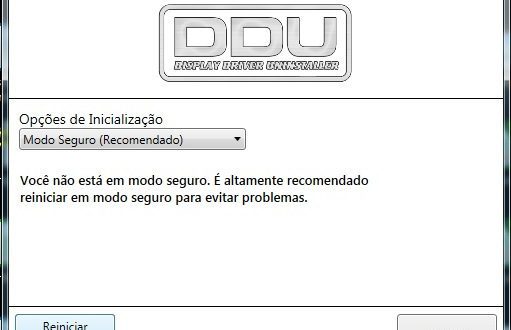 DDU
DISPLAY DRIVER UNINSTALLER
Opções de Inicialização
Modo Seguro (Recomendado)
Você não está em modo seguro. É altamente recomendado
reiniciar em modo seguro para evitar problemas.
Reiniciar